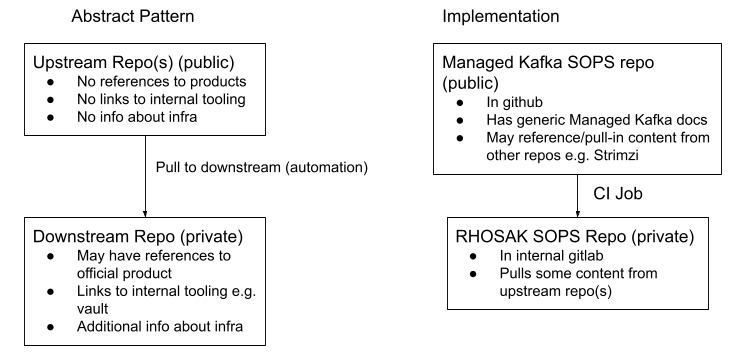 Abstract Pattern
Upstream Repo(s) (public)
● No references to products
● No links to internal tooling
● No info about infra
Pull to downstream (automation)
Downstream Repo (private)
● May have references to
official product
● Links to internal tooling e.g.
vault
● Additional info about infra
Implementation
Managed Kafka SOPS repo
(public)
● In github
● Has generic Managed Kafka docs
● May reference/pull-in content from
other repos e.g. Strimzi
CI Job
RHOSAK SOPS Repo (private)
● In internal gitlab
● Pulls some content from
upstream repo(s)